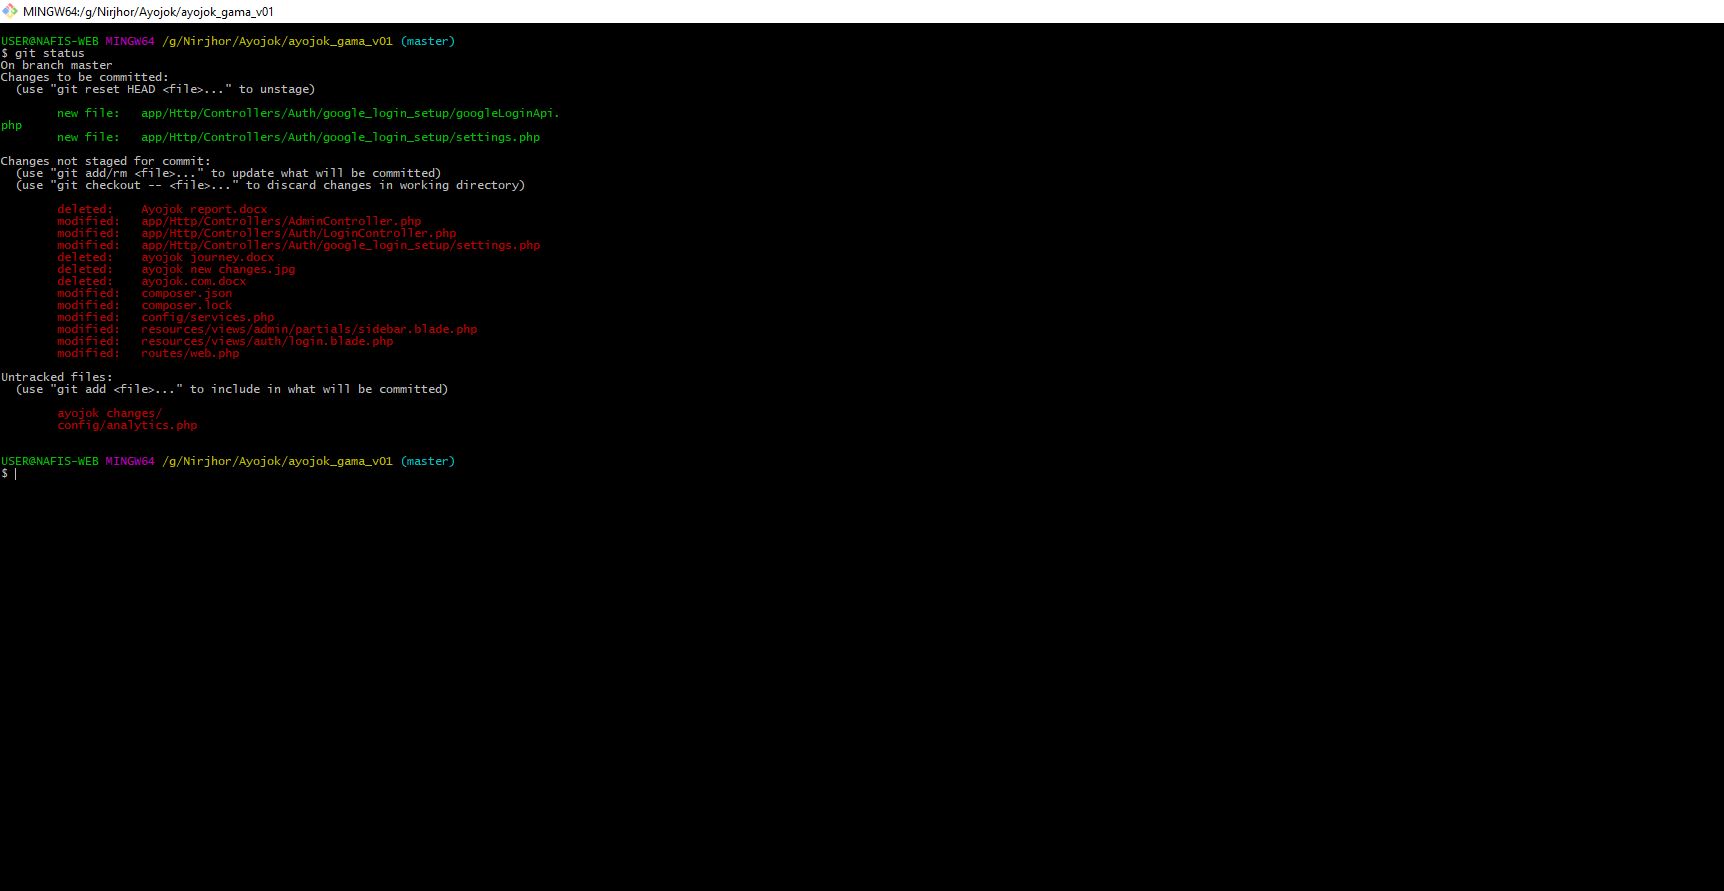 MINGW64:/g/Nirjhor/Ayojok/ayojok_gama_v01
USER@NAFIS-WEB MINGW64 /g/Nirjhor/Ayojok/ayojok_gama_v01 (master)
$ git status
On branch master
Changes to be committed:
  (use "git reset HEAD <file>..." to unstage)
        new file:   app/Http/Controllers/Auth/google_login_setup/googleLoginApi.
php
        new file:   app/Http/Controllers/Auth/google_login_setup/settings.php
Changes not staged for commit:
  (use "git add/rm <file>..." to update what will be committed)
  (use "git checkout -- <file>..." to discard changes in working directory)
        deleted:    Ayojok report.docx
        modified:   app/Http/Controllers/AdminController.php
        modified:   app/Http/Controllers/Auth/LoginController.php
        modified:   app/Http/Controllers/Auth/google_login_setup/settings.php
        deleted:    ayojok journey.docx
        deleted:    ayojok new changes.jpg
        deleted:    ayojok.com.docx
        modified:   composer.json
        modified:   composer.lock
        modified:   config/services.php
        modified:   resources/views/admin/partials/sidebar.blade.php
        modified:   resources/views/auth/login.blade.php
        modified:   routes/web.php
Untracked files:
  (use "git add <file>..." to include in what will be committed)
        ayojok changes/
        config/analytics.php
USER@NAFIS-WEB MINGW64 /g/Nirjhor/Ayojok/ayojok_gama_v01 (master)
$